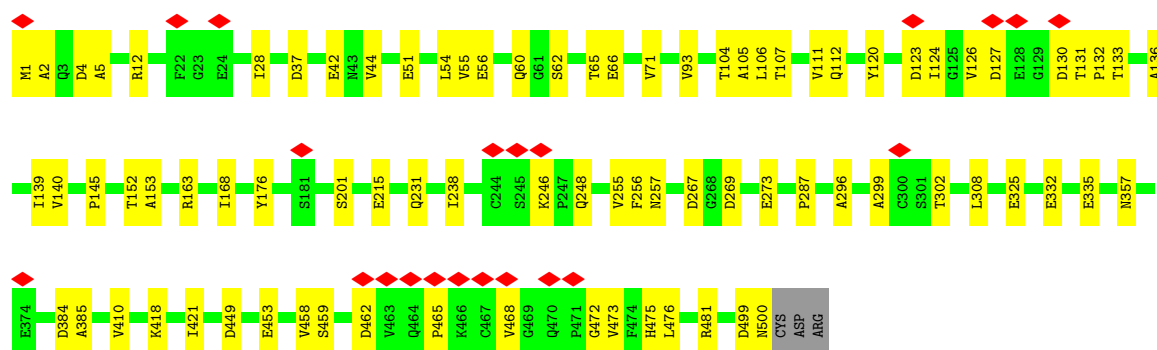 M1 A2 Q3 D4 A5 R12 F22 G23 E24 I28 D37 E42 N43 V44 E51 L54 V55 E56 Q60 G61 S62 T65 E66 V71 V93 T104 A105 L106 T107 V111 Q112 Y120 D123 I124 G125 V126 D127 E128 G129 D130 T131 P132 T133 A136
I139 V140 P145 T152 A153 R163 I168 Y176 S181 S201 E215 Q231 I238 C244 S245 K246 P247 Q248 V255 F256 N257 D267 G268 D269 E273 P287 A296 A299 C300 S301 T302 L308 E325 E332 E335 N357
E374 D384 A385 V410 K418 I421 D449 E453 V458 S459 D462 V463 Q464 P465 K466 C467 V468 G469 Q470 P471 G472 V473 F474 H475 L476 R481 D499 N500 CYS ASP ARG